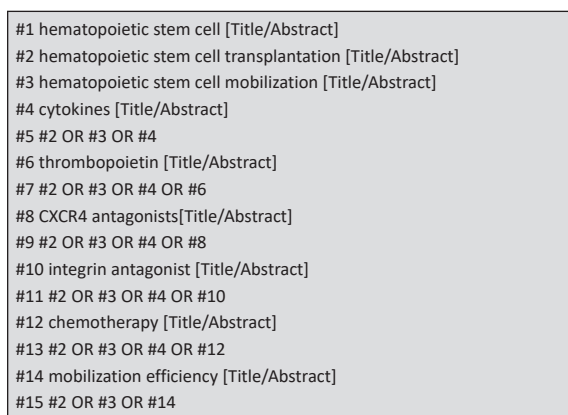 #1 hematopoietic stem cell [Title/Abstract]
#2 hematopoietic stem cell transplantation [Title/Abstract]
#3 hematopoietic stem cell mobilization [Title/Abstract]
#4 cytokines [Title/Abstract]
#5 #2 OR #3 OR #4
#6 thrombopoietin [Title/Abstract]
#7 #2 OR #3 OR #4 OR #6
#8 CXCR4 antagonists[Title/Abstract]
#9 #2 OR #3 OR #4 OR #8
#10 integrin antagonist [Title/Abstract]
#11 #2 OR #3 OR #4 OR #10
#12 chemotherapy [Title/Abstract]
#13 #2 OR #3 OR #4 OR #12
#14 mobilization efficiency [Title/Abstract]
#15 #2 OR #3 OR #14